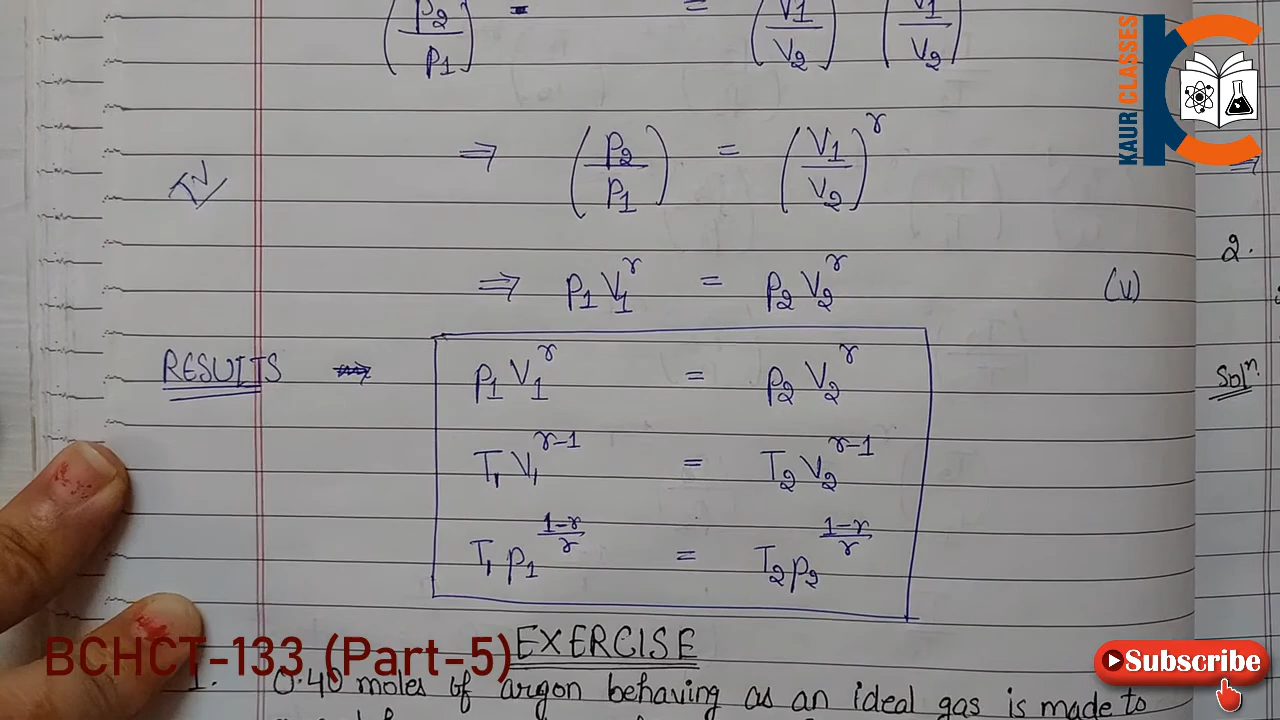 (p₂/p₁) = = (V₁/V₂) (V₁/V₂)
⇒ (p₂/p₁) = (V₁/V₂)^γ
TV
⇒ p₁V₁^γ = p₂V₂^γ (V)
RESULTS ⇒ p₁V₁^γ = p₂V₂^γ
T₁V₁^γ-1 = T₂V₂^γ-1
T₁p₁^(1-γ)/γ = T₂p₂^(1-γ)/γ
EXERCISE
1. 0.40 moles of argon behaving as an ideal gas is made to
⇒
2.
Solⁿ.
KAUR CLASSES
BCHCT-133 (Part-5)
Subscribe